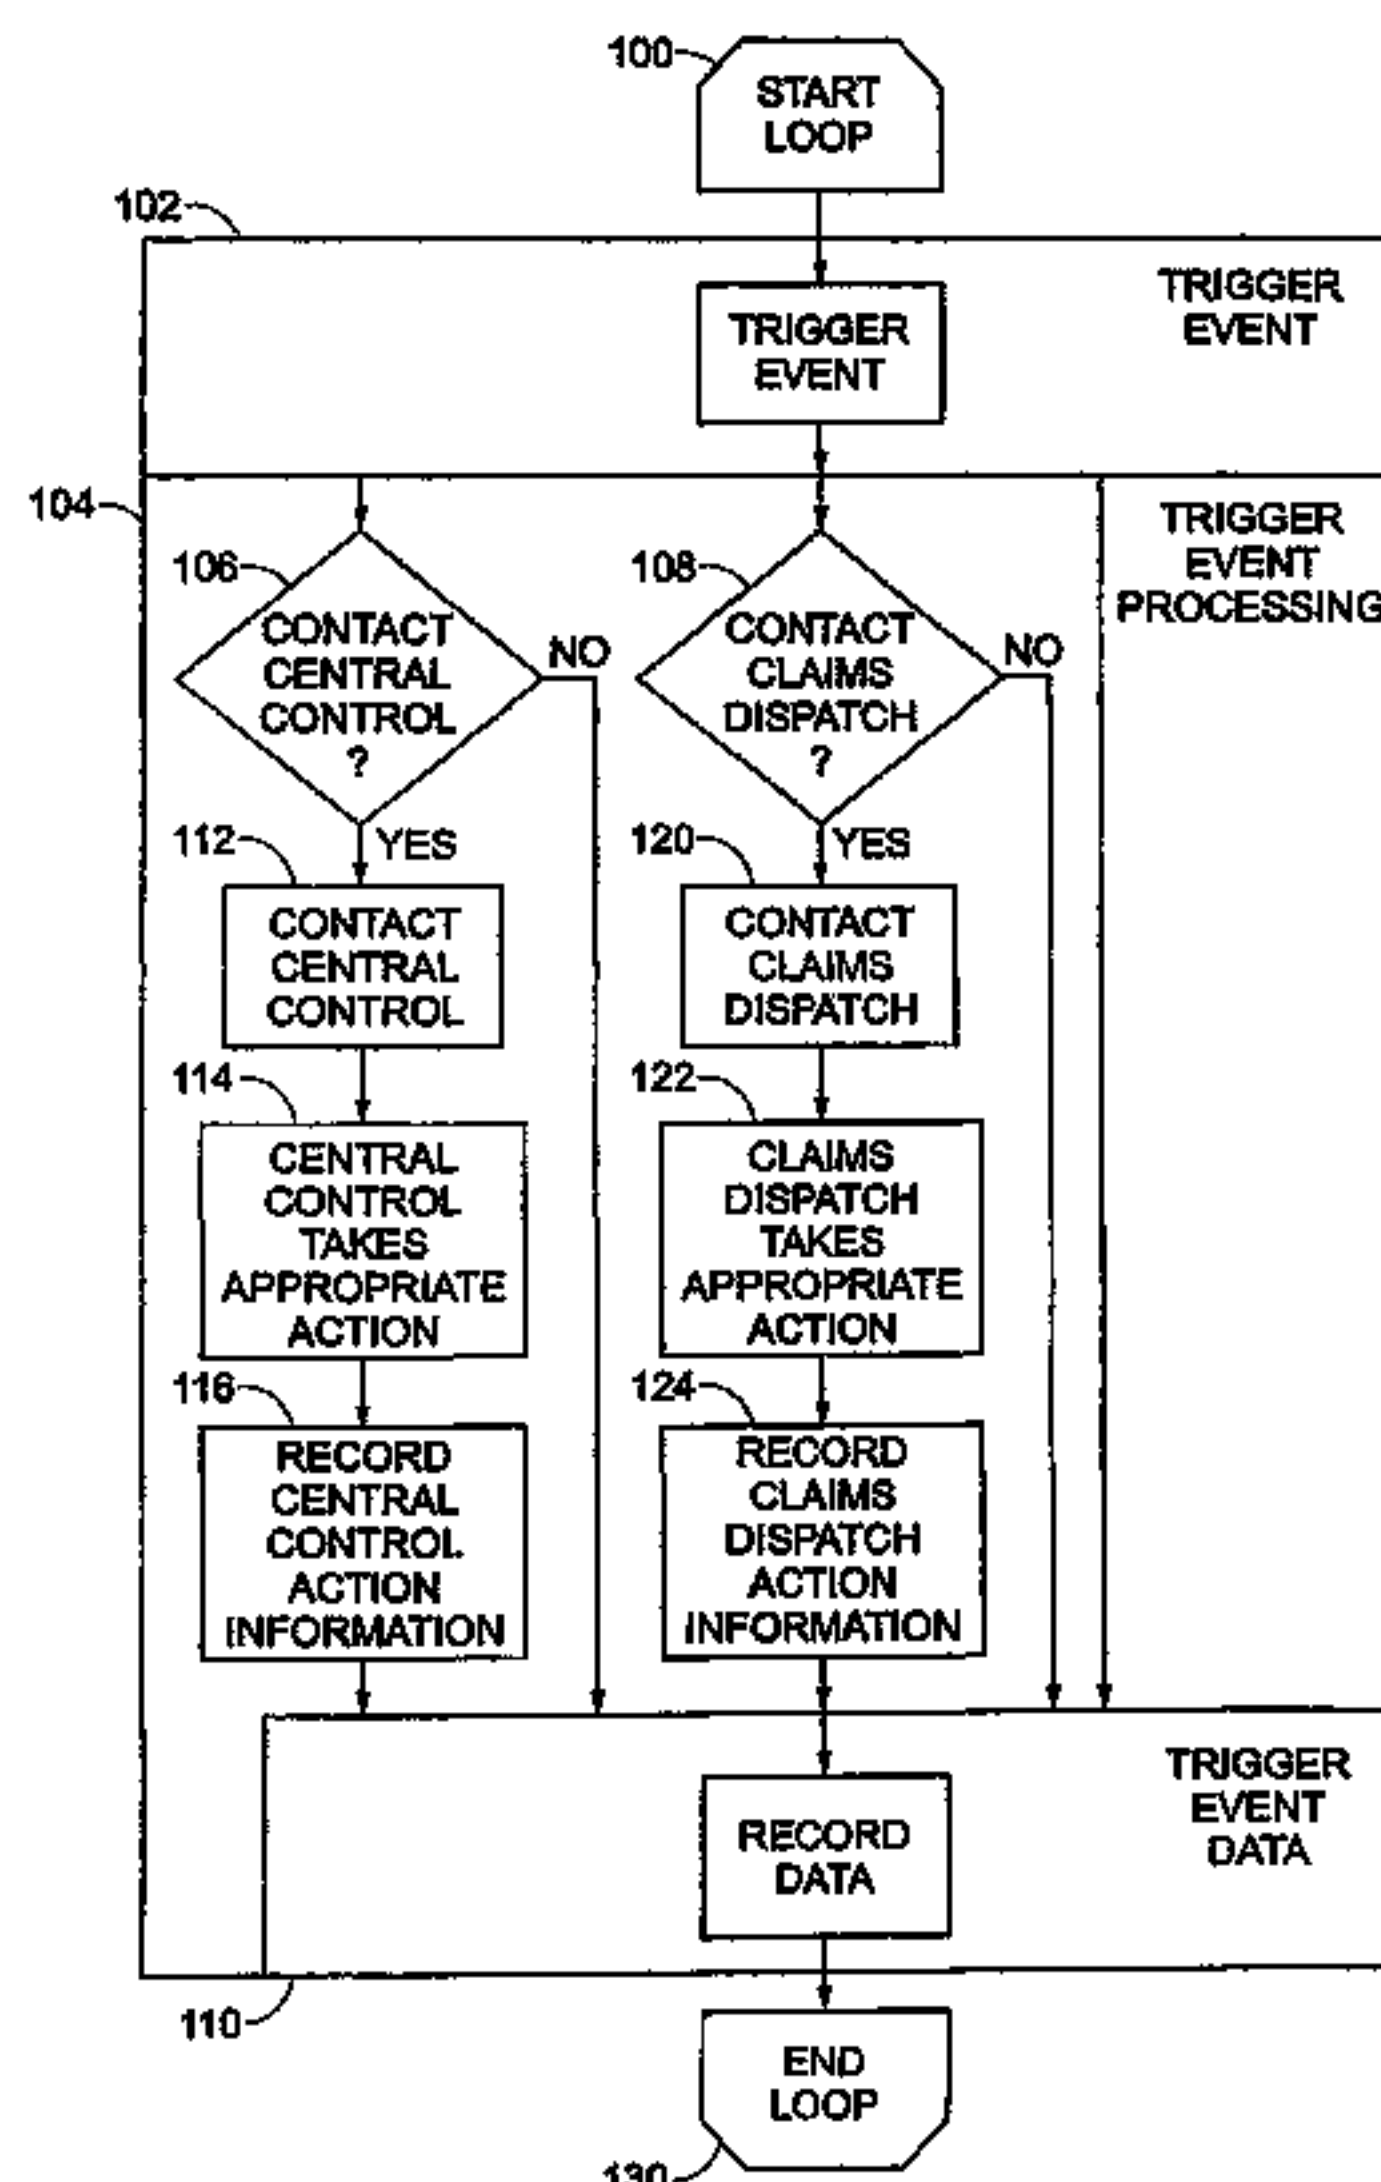 100
START
LOOP
102
TRIGGER
EVENT
TRIGGER
EVENT
104
TRIGGER
EVENT
PROCESSING
106
CONTACT
CENTRAL
CONTROL
?
NO
YES
108
CONTACT
CLAIMS
DISPATCH
?
NO
YES
112
CONTACT
CENTRAL
CONTROL
120
CONTACT
CLAIMS
DISPATCH
114
CENTRAL
CONTROL
TAKES
APPROPRIATE
ACTION
122
CLAIMS
DISPATCH
TAKES
APPROPRIATE
ACTION
116
RECORD
CENTRAL
CONTROL
ACTION
INFORMATION
124
RECORD
CLAIMS
DISPATCH
ACTION
INFORMATION
TRIGGER
EVENT
DATA
RECORD
DATA
110
END
LOOP
130